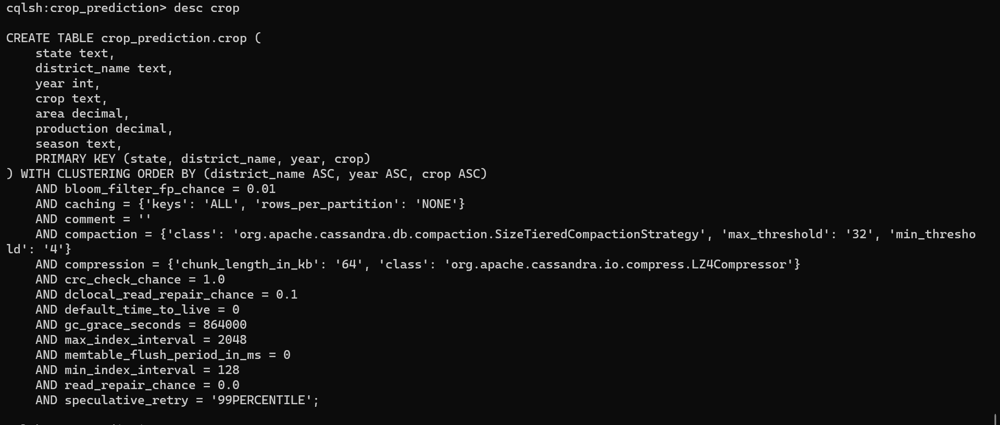 cqlsh:crop_prediction> desc crop
CREATE TABLE crop_prediction.crop (
    state text,
    district_name text,
    year int,
    crop text,
    area decimal,
    production decimal,
    season text,
    PRIMARY KEY (state, district_name, year, crop)
) WITH CLUSTERING ORDER BY (district_name ASC, year ASC, crop ASC)
    AND bloom_filter_fp_chance = 0.01
    AND caching = {'keys': 'ALL', 'rows_per_partition': 'NONE'}
    AND comment = ''
    AND compaction = {'class': 'org.apache.cassandra.db.compaction.SizeTieredCompactionStrategy', 'max_threshold': '32', 'min_thresho
ld': '4'}
    AND compression = {'chunk_length_in_kb': '64', 'class': 'org.apache.cassandra.io.compress.LZ4Compressor'}
    AND crc_check_chance = 1.0
    AND dclocal_read_repair_chance = 0.1
    AND default_time_to_live = 0
    AND gc_grace_seconds = 864000
    AND max_index_interval = 2048
    AND memtable_flush_period_in_ms = 0
    AND min_index_interval = 128
    AND read_repair_chance = 0.0
    AND speculative_retry = '99PERCENTILE';